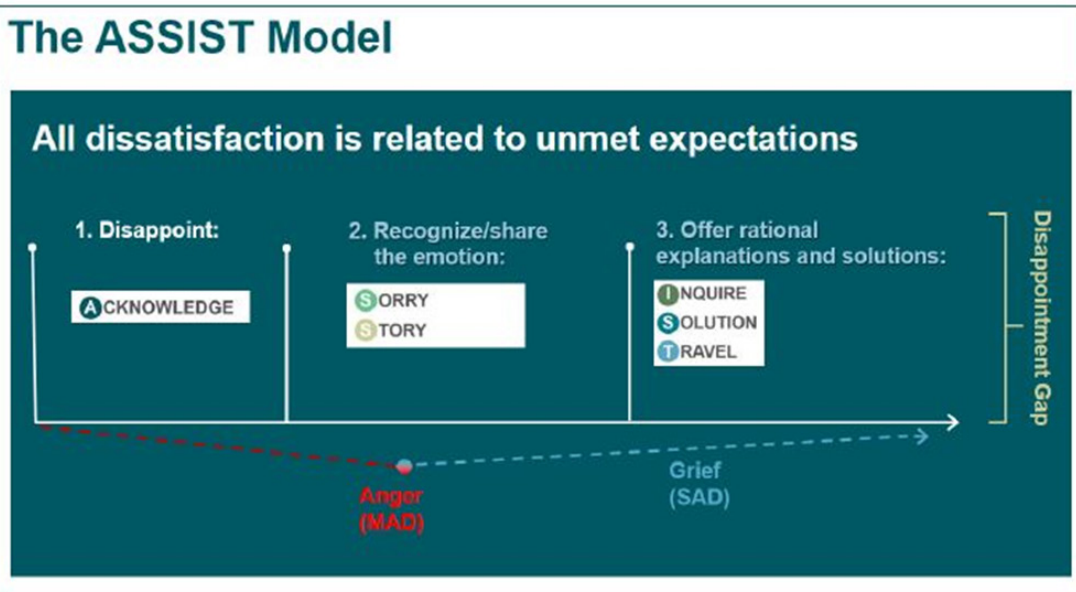 The ASSIST Model
All dissatisfaction is related to unmet expectations
1. Disappoint:
ACKNOWLEDGE
2. Recognize/share
the emotion:
SORRY
STORY
3. Offer rational
explanations and solutions:
INQUIRE
SOLUTION
TRAVEL
Disappointment Gap
Anger
(MAD)
Grief
(SAD)